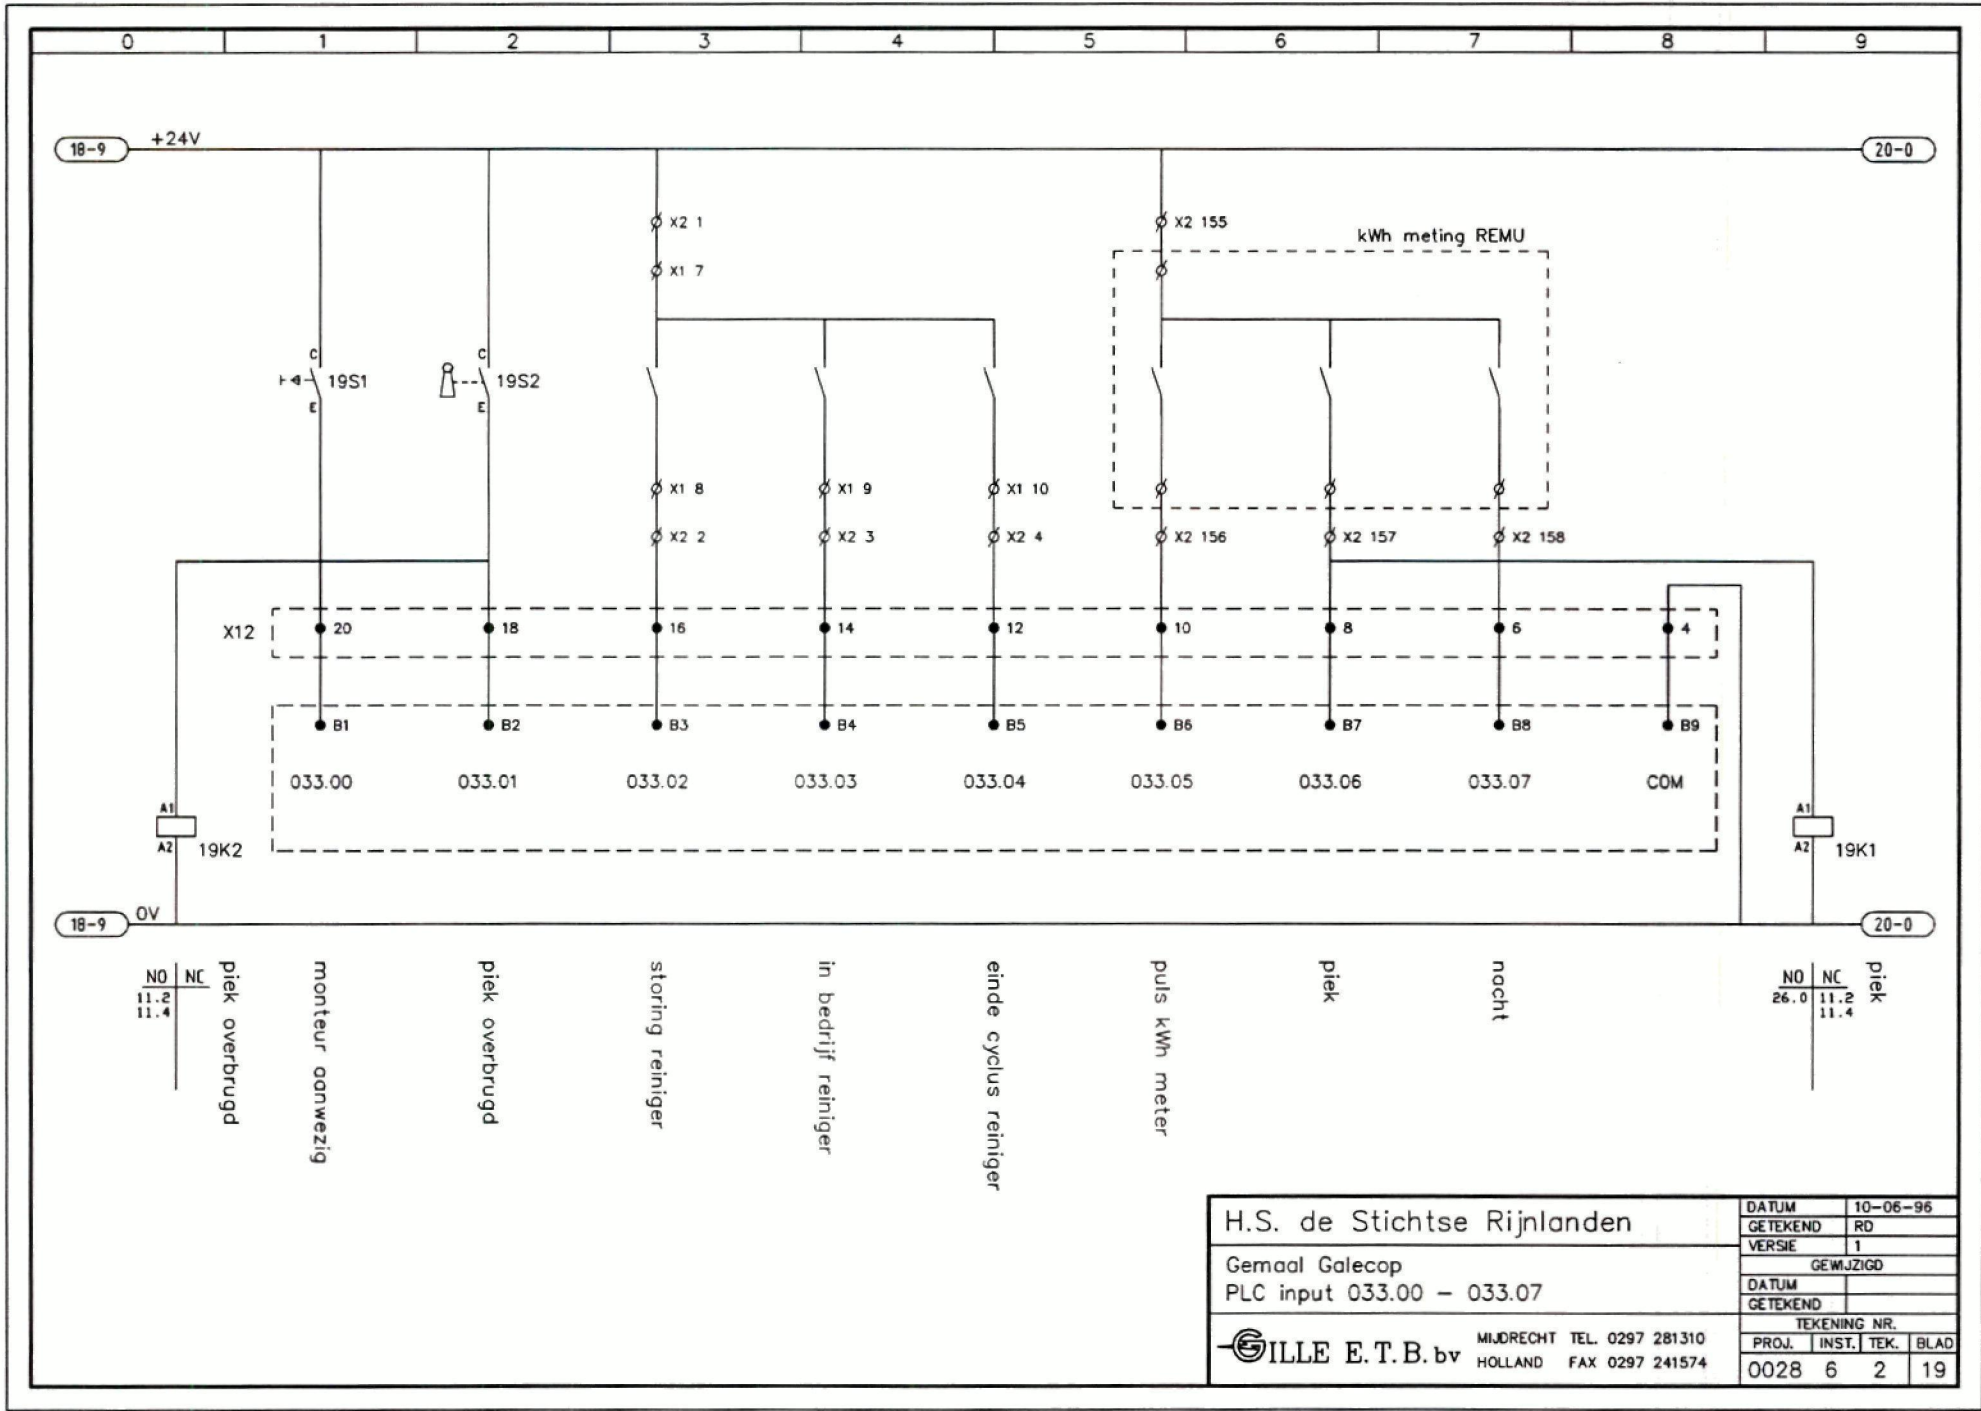 0 1 2 3 4 5 6 7 8 9
18-9 +24V 20-0
X2 1 X2 155
kWh meting REMU
X1 7
C C
19S1 19S2
E E
X1 8 X1 9 X1 10
X2 2 X2 3 X2 4 X2 156 X2 157 X2 158
X12 20 18 16 14 12 10 8 6 4
B1 B2 B3 B4 B5 B6 B7 B8 B9
033.00 033.01 033.02 033.03 033.04 033.05 033.06 033.07 COM
A1 A1
A2 19K2 A2 19K1
18-9 0V 20-0
NO NC
11.2
11.4
piek overbrugd
monteur aanwezig
piek overbrugd
storing reiniger
in bedrijf reiniger
einde cyclus reiniger
puls kWh meter
piek
nacht
NO NC
26.0 11.2
11.4
piek
H.S. de Stichtse Rijnlanden
Gemaal Galecop
PLC input 033.00 - 033.07
GILLE E.T.B. bv
MIJDRECHT TEL. 0297 281310
HOLLAND FAX 0297 241574
DATUM 10-06-96
GETEKEND RD
VERSIE 1
GEWIJZIGD
DATUM
GETEKEND
TEKENING NR.
PROJ. INST. TEK. BLAD
0028 6 2 19